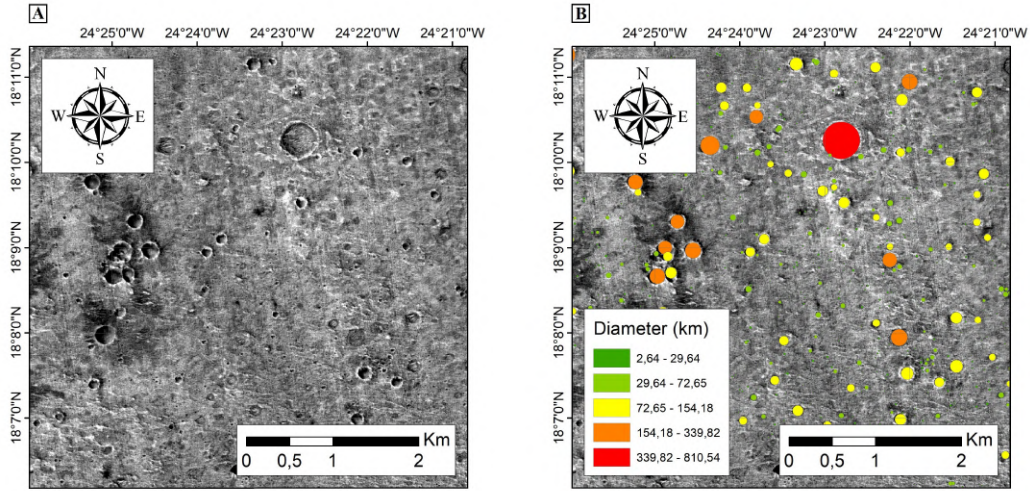 A
24°25'0"W 24°24'0"W 24°23'0"W 24°22'0"W 24°21'0"W
18°11'0"N
18°10'0"N
18°9'0"N
18°8'0"N
18°7'0"N
N
W E
S
Km
0 0,5 1 2
B
24°25'0"W 24°24'0"W 24°23'0"W 24°22'0"W 24°21'0"W
18°11'0"N
18°10'0"N
18°9'0"N
18°8'0"N
18°7'0"N
N
W E
S
Diameter (km)
2,64 - 29,64
29,64 - 72,65
72,65 - 154,18
154,18 - 339,82
339,82 - 810,54
Km
0 0,5 1 2